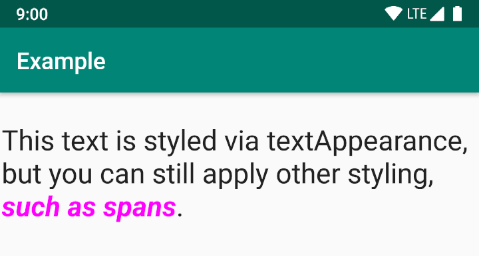 9:00 LTE
Example
This text is styled via textAppearance,
but you can still apply other styling,
such as spans.